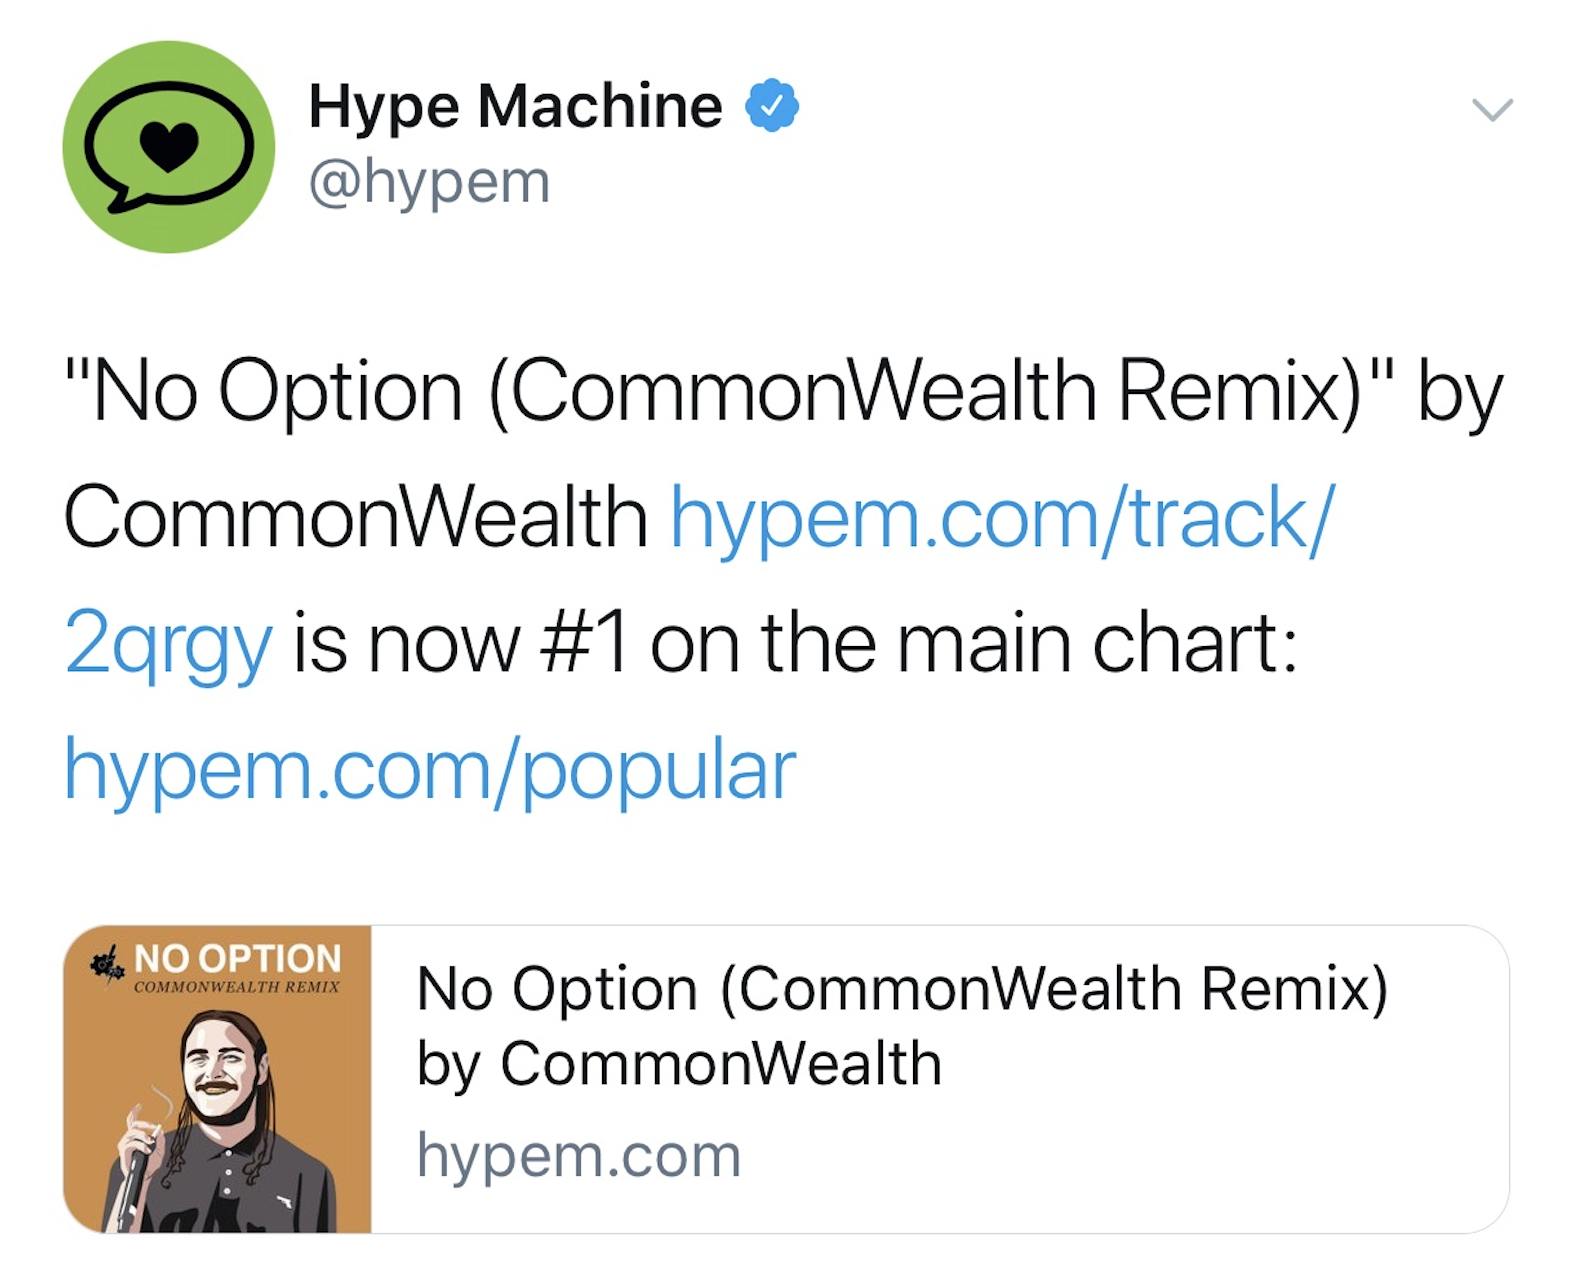 Hype Machine
@hypem
"No Option (CommonWealth Remix)" by
CommonWealth hypem.com/track/
2qrgy is now #1 on the main chart:
hypem.com/popular
NO OPTION
COMMONWEALTH REMIX
No Option (CommonWealth Remix)
by CommonWealth
hypem.com